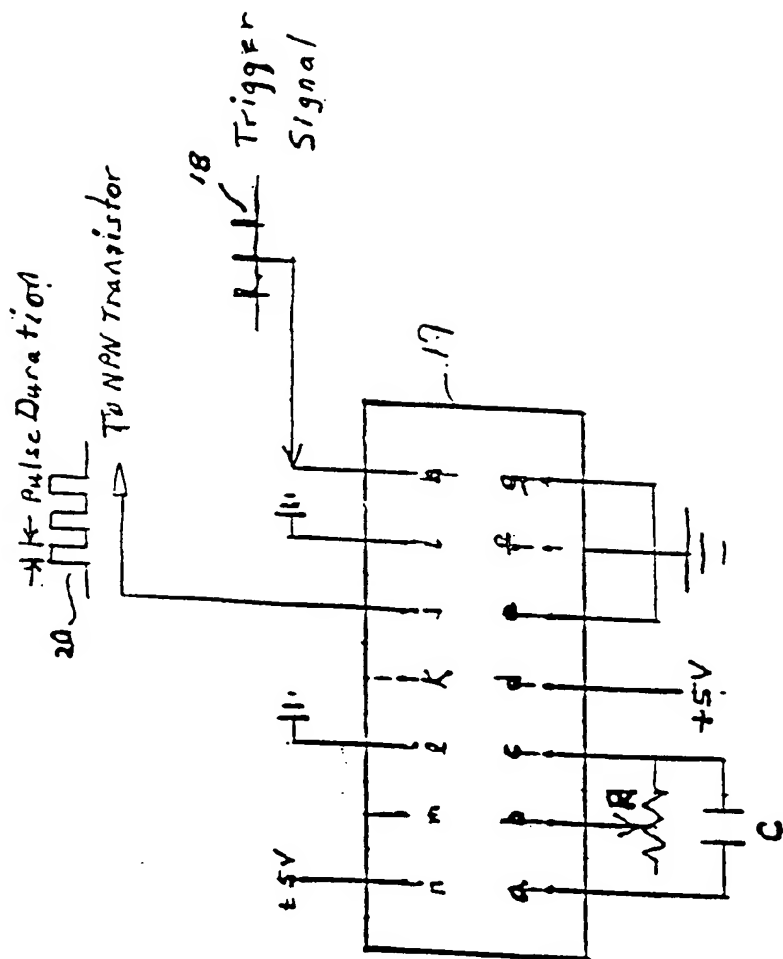 Pulse Duration
20
To NPN Transistor
18
Trigger
Signal
17
+5V
n m l k j i h
a b c d e f g
R
C
+5V